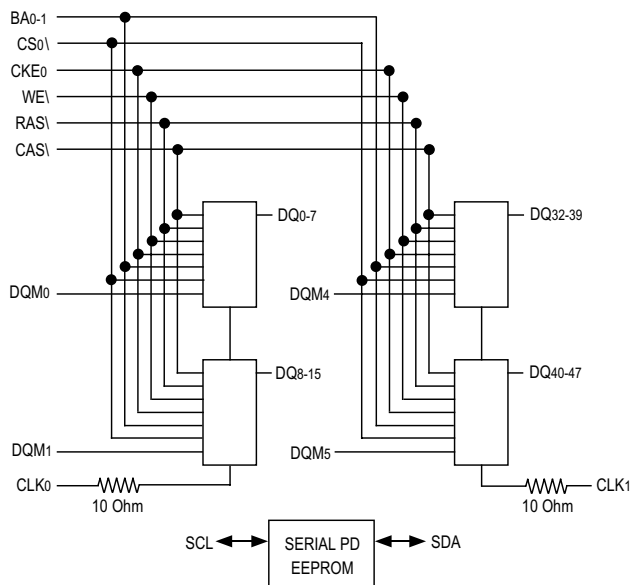 BA0-1
CS0\
CKE0
WE\
RAS\
CAS\
DQ0-7
DQ32-39
DQM0
DQM4
DQ8-15
DQ40-47
DQM1
DQM5
CLK0
10 Ohm
10 Ohm
CLK1
SCL
SERIAL PD
EEPROM
SDA